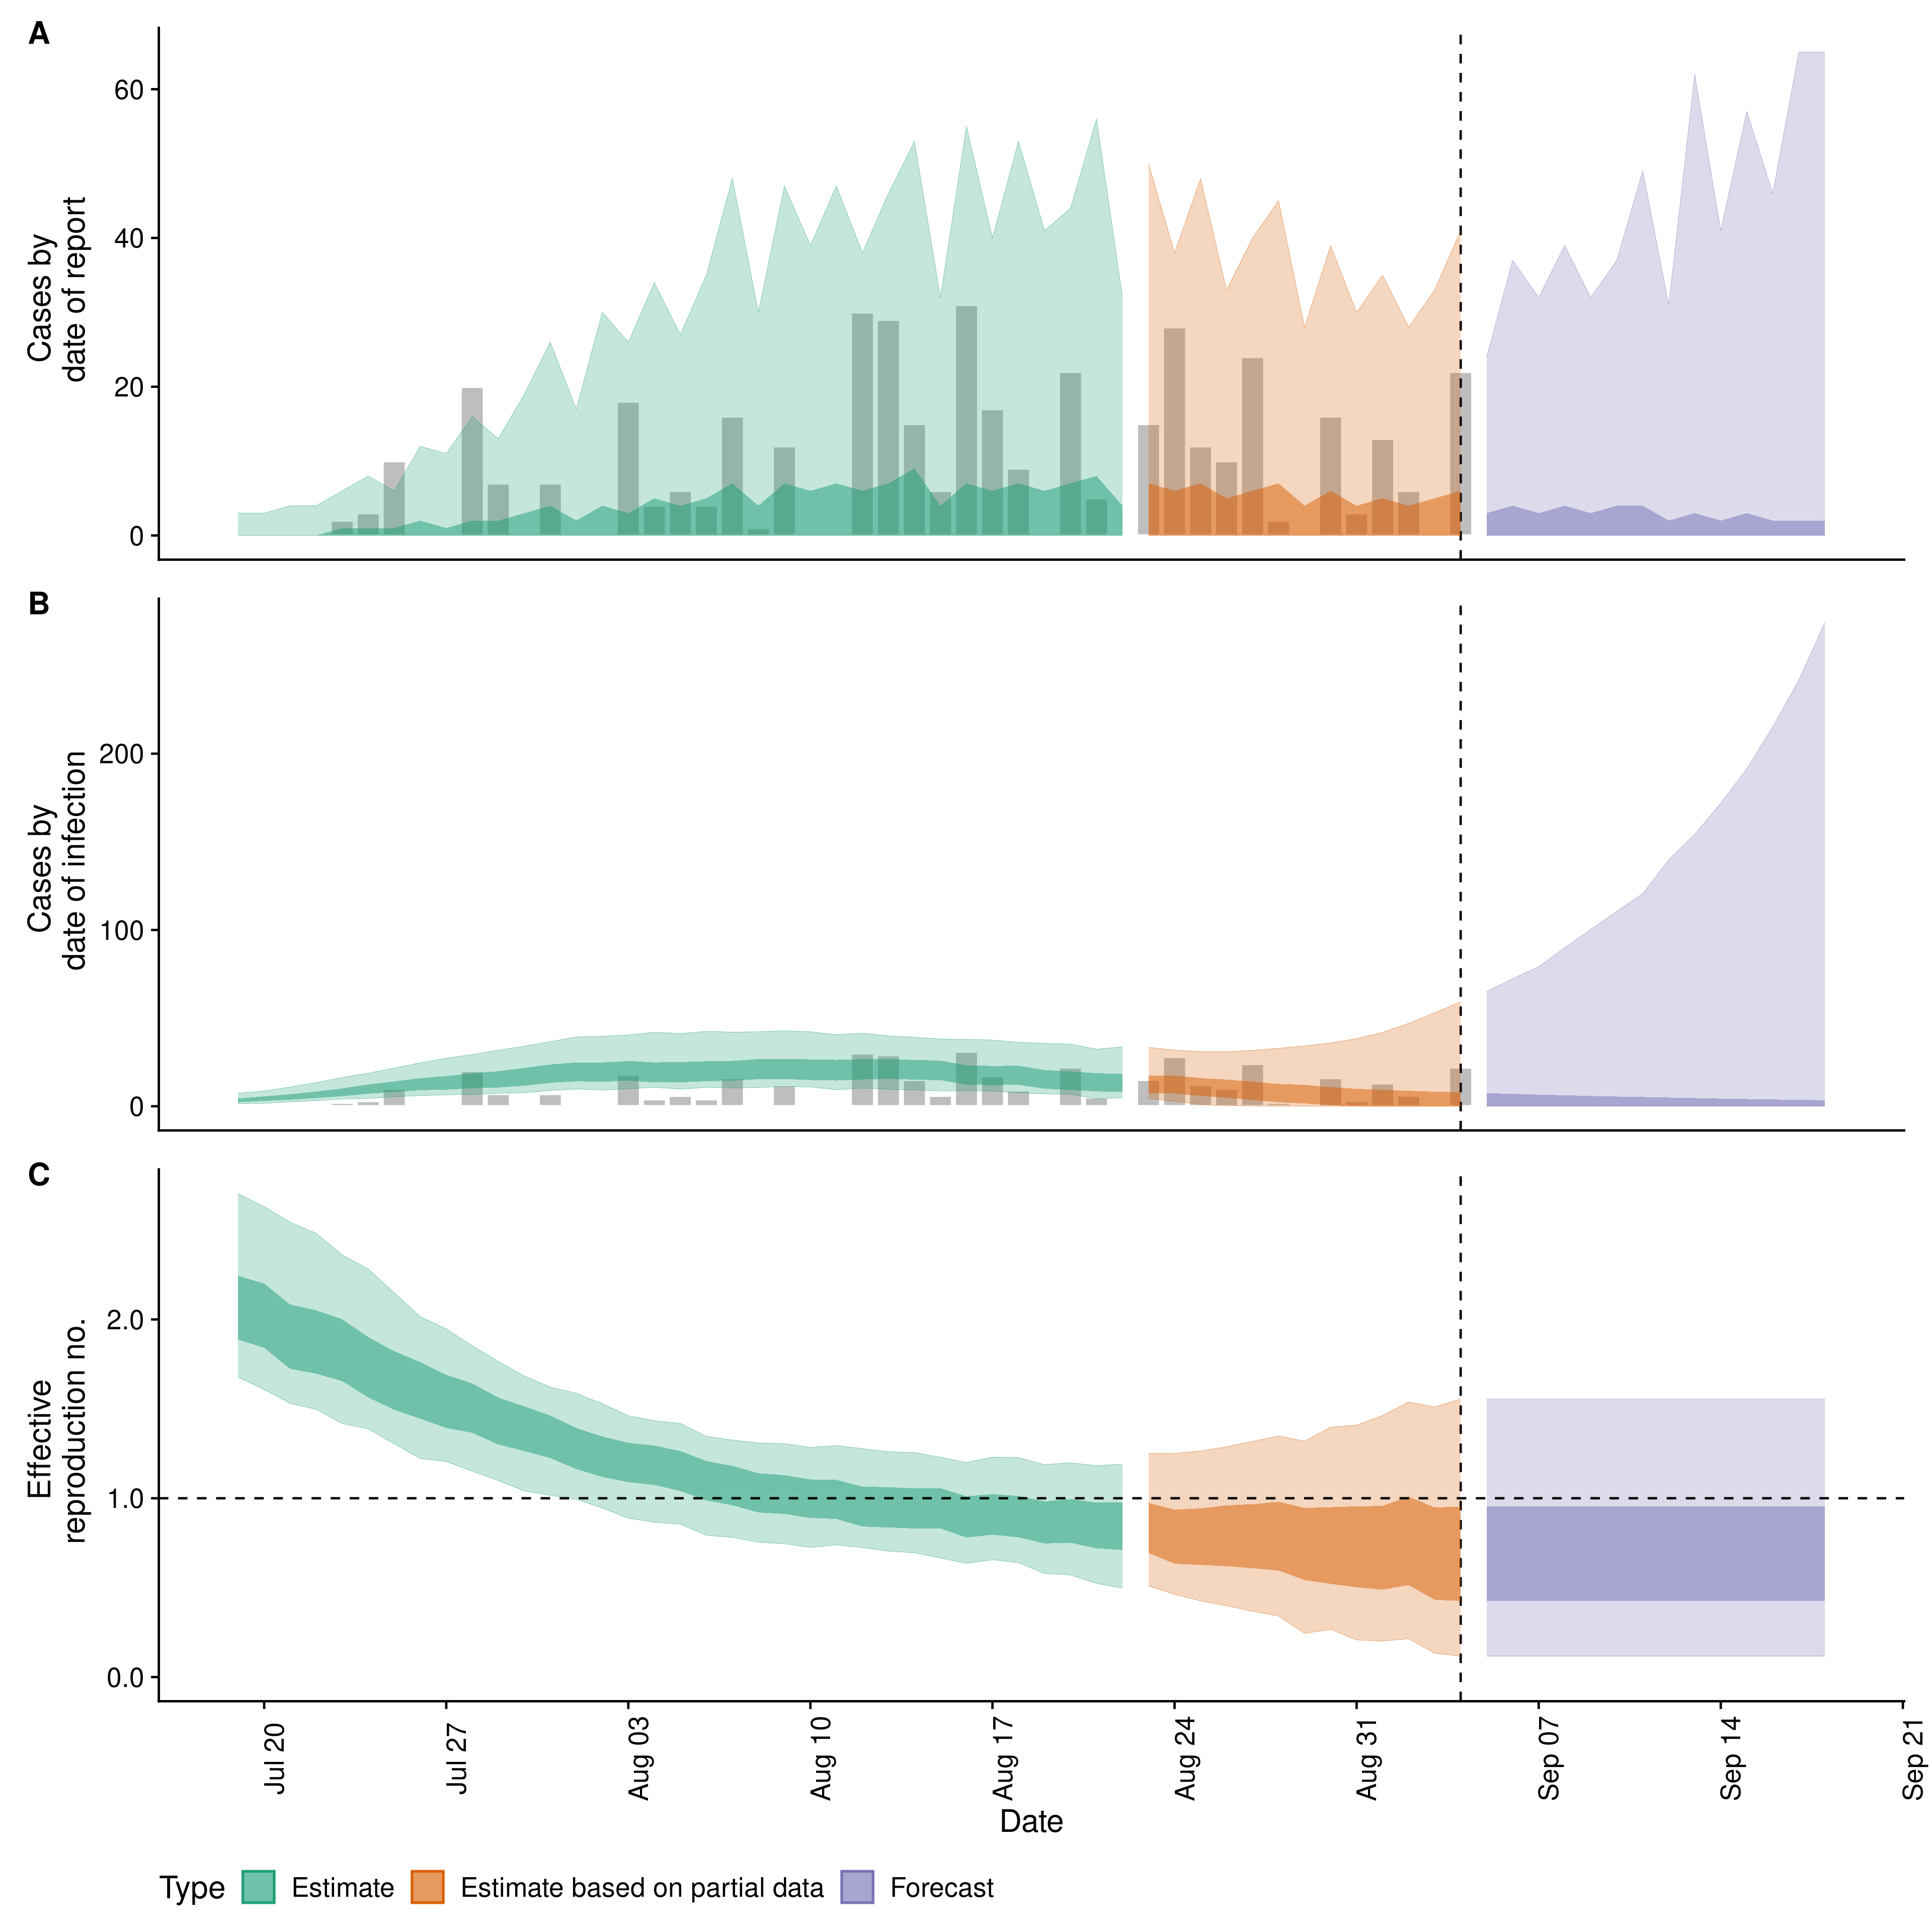 A
Cases by
date of report
60
40
20
0
B
Cases by
date of infection
200
100
0
C
Effective
reproduction no.
2.0
1.0
0.0
Jul 20
Jul 27
Aug 03
Aug 10
Aug 17
Aug 24
Aug 31
Sep 07
Sep 14
Sep 21
Date
Type Estimate Estimate based on partial data Forecast